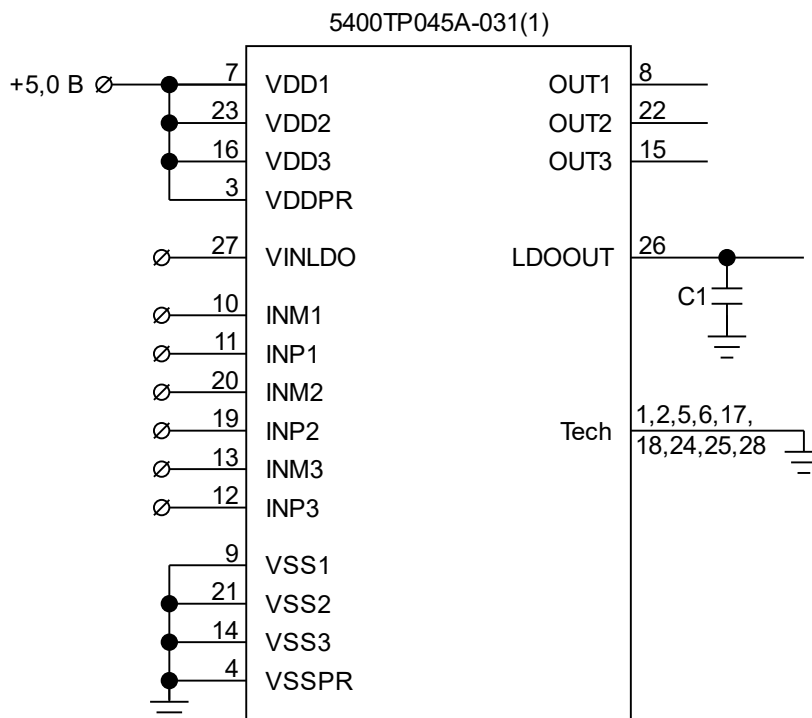 5400TP045A-031(1)
+5,0 В
7 VDD1 OUT1 8
23 VDD2 OUT2 22
16 VDD3 OUT3 15
3 VDDPR
27 VINLDO LDOOUT 26
C1
10 INM1
11 INP1
20 INM2
19 INP2 Tech 1,2,5,6,17,
18,24,25,28
13 INM3
12 INP3
9 VSS1
21 VSS2
14 VSS3
4 VSSPR